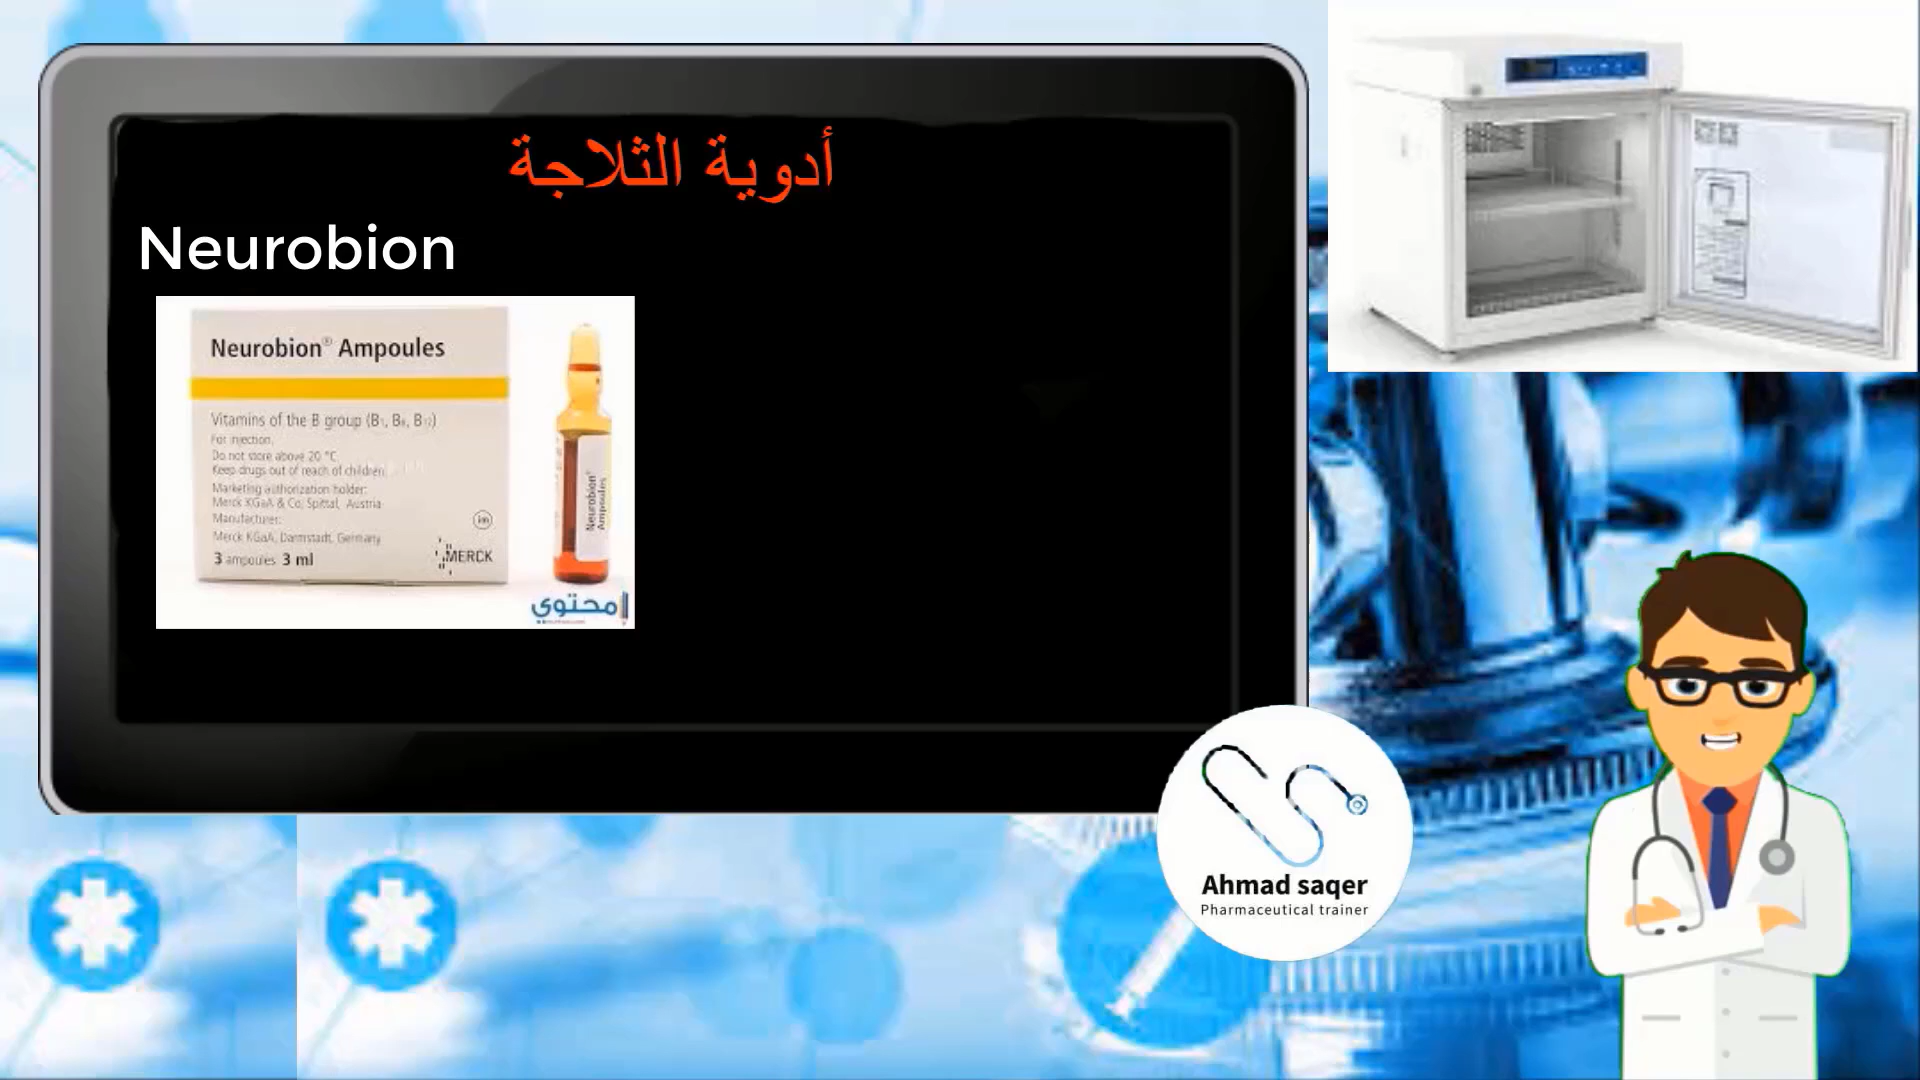 أدوية الثلاجة
Neurobion
Neurobion® Ampoules
Vitamins of the B group (B₁, B₆, B₁₂)
For injection.
Do not store above 20 °C.
Keep drugs out of reach of children.
Marketing authorization holder:
Merck KGaA & Co, Spittal, Austria
Manufacturer:
Merck KGaA, Darmstadt, Germany
3 ampoules 3 ml
im
MERCK
Neurobion®
Ampoules
محتوى
Ahmad saqer
Pharmaceutical trainer